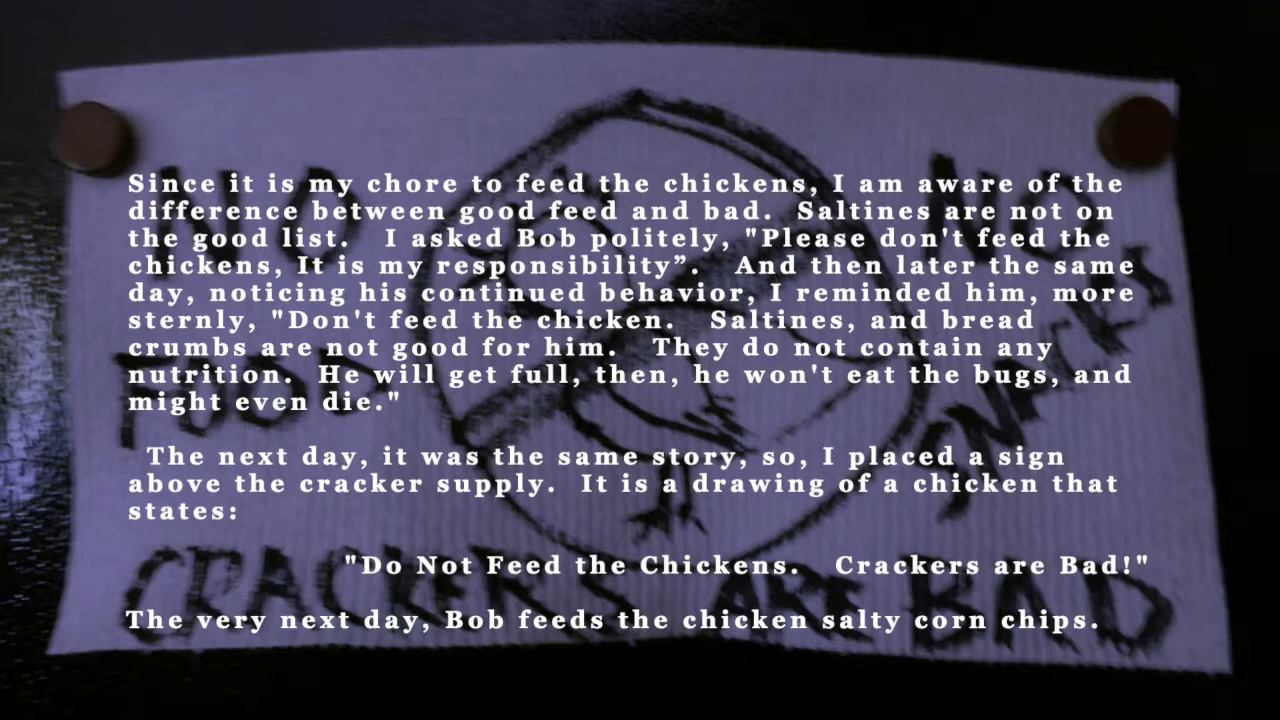 Since it is my chore to feed the chickens, I am aware of the
difference between good feed and bad.  Saltines are not on
the good list.   I asked Bob politely, "Please don't feed the
chickens, It is my responsibility”.   And then later the same
day, noticing his continued behavior, I reminded him, more
sternly, "Don't feed the chicken.   Saltines, and bread
crumbs are not good for him.   They do not contain any
nutrition.  He will get full, then, he won't eat the bugs, and
might even die."
The next day, it was the same story, so, I placed a sign
above the cracker supply.  It is a drawing of a chicken that
states:
"Do Not Feed the Chickens.   Crackers are Bad!"
The very next day, Bob feeds the chicken salty corn chips.
NO
NO
SNACKS
CRACKERS ARE BAD